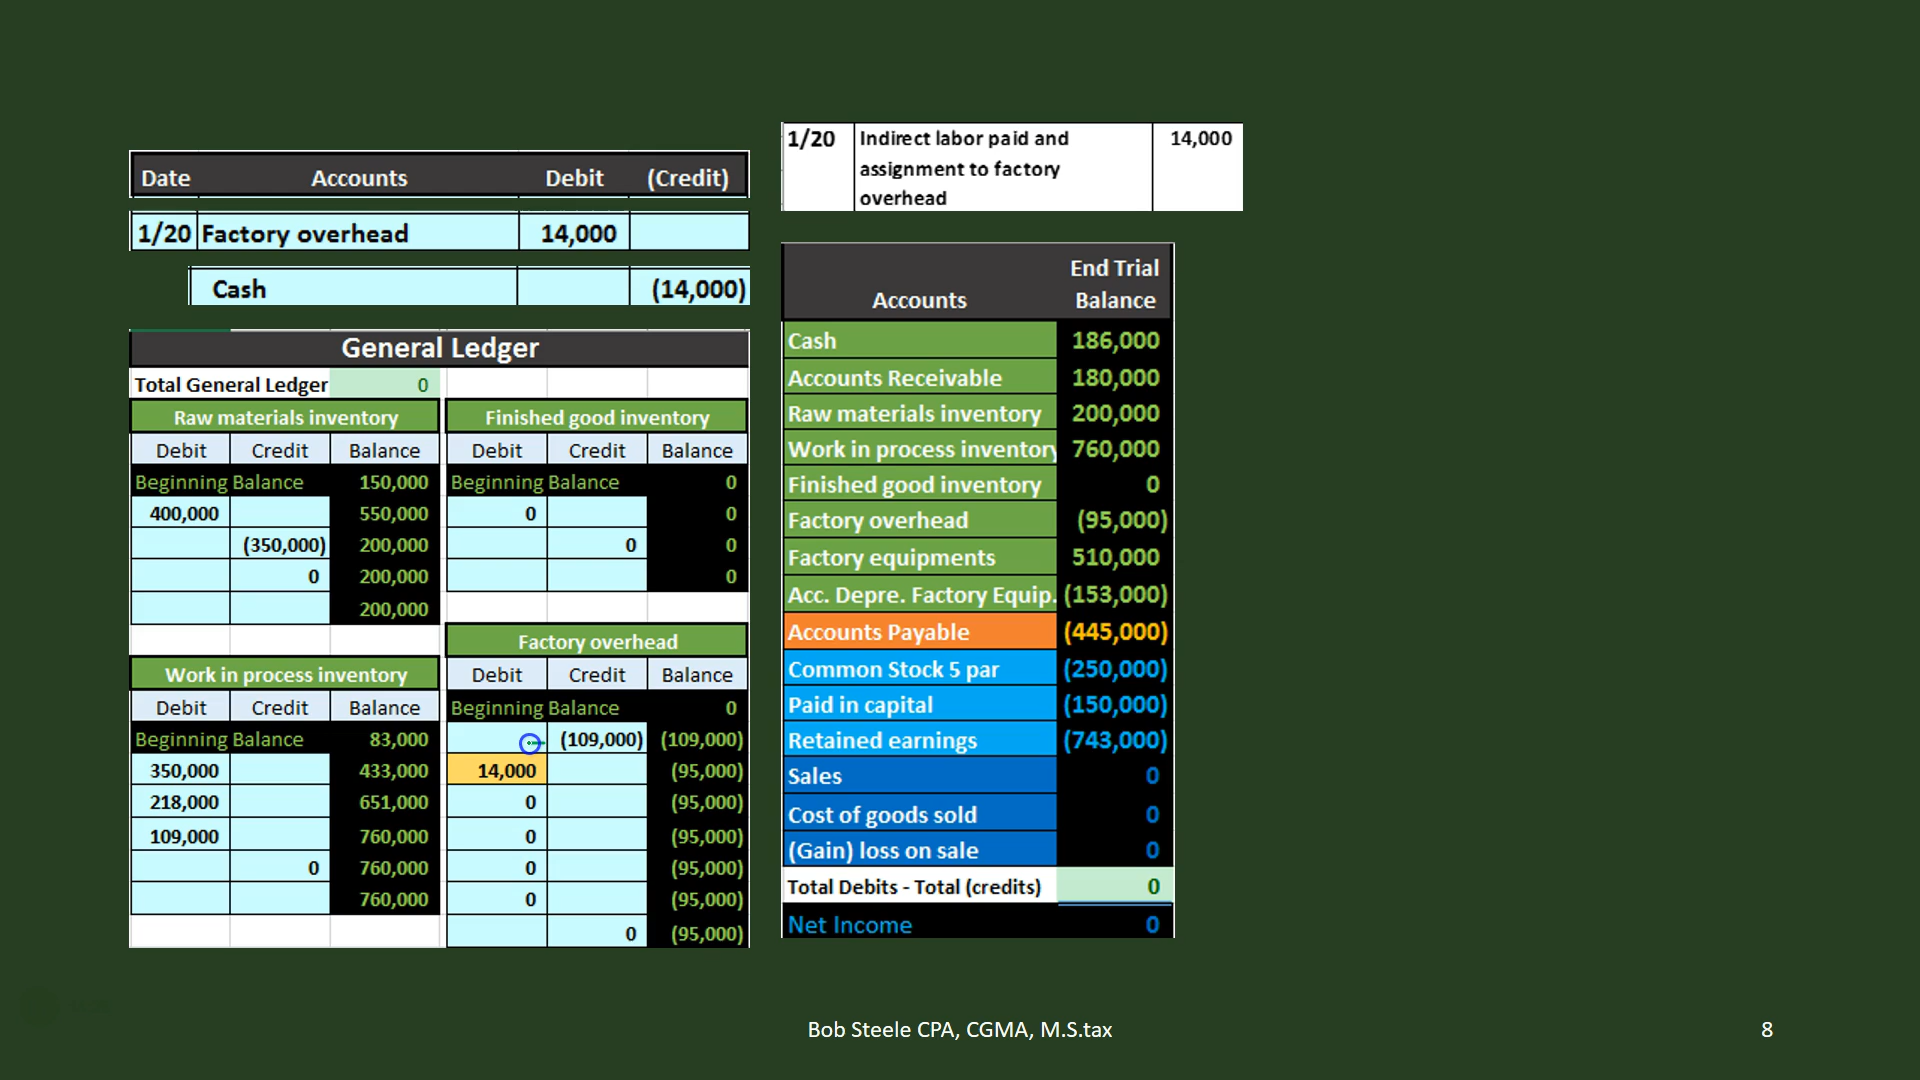 1/20 Indirect labor paid and 14,000
assignment to factory
overhead
Date Accounts Debit (Credit)
1/20 Factory overhead 14,000
Cash (14,000)
General Ledger
Total General Ledger 0
Raw materials inventory
Debit Credit Balance
Beginning Balance 150,000
400,000 550,000
(350,000) 200,000
0 200,000
200,000
Finished good inventory
Debit Credit Balance
Beginning Balance 0
0 0
0 0
0
Work in process inventory
Debit Credit Balance
Beginning Balance 83,000
350,000 433,000
218,000 651,000
109,000 760,000
0 760,000
760,000
Factory overhead
Debit Credit Balance
Beginning Balance 0
(109,000) (109,000)
14,000 (95,000)
0 (95,000)
0 (95,000)
0 (95,000)
0 (95,000)
0 (95,000)
End Trial
Accounts Balance
Cash 186,000
Accounts Receivable 180,000
Raw materials inventory 200,000
Work in process inventory 760,000
Finished good inventory 0
Factory overhead (95,000)
Factory equipments 510,000
Acc. Depre. Factory Equip. (153,000)
Accounts Payable (445,000)
Common Stock 5 par (250,000)
Paid in capital (150,000)
Retained earnings (743,000)
Sales 0
Cost of goods sold 0
(Gain) loss on sale 0
Total Debits - Total (credits) 0
Net Income 0
Bob Steele CPA, CGMA, M.S.tax 8